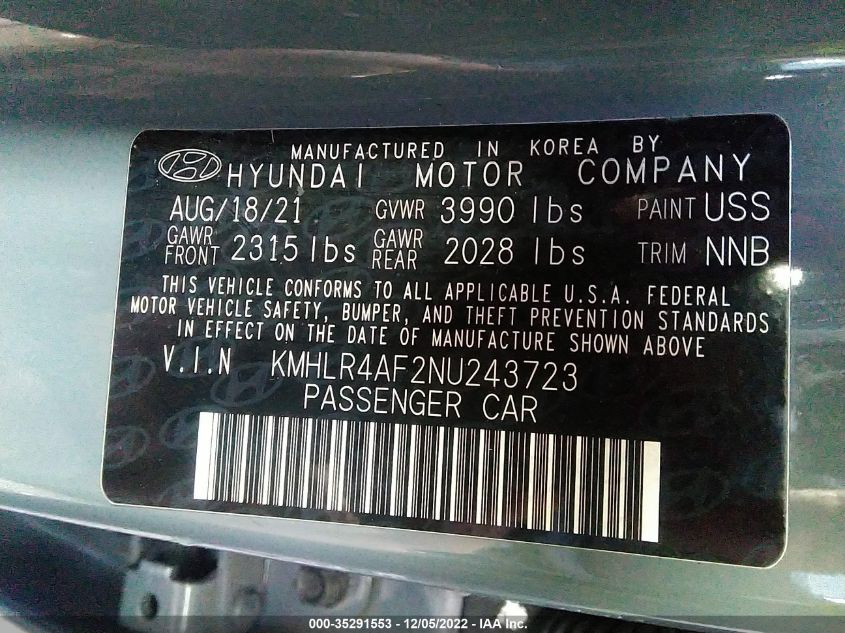 MANUFACTURED IN KOREA BY
HYUNDAI MOTOR COMPANY
AUG/18/21 GVWR 3990 lbs PAINT USS
GAWR FRONT 2315 lbs GAWR REAR 2028 lbs TRIM NNB
THIS VEHICLE CONFORMS TO ALL APPLICABLE U.S.A. FEDERAL
MOTOR VEHICLE SAFETY, BUMPER, AND THEFT PREVENTION STANDARDS
IN EFFECT ON THE DATE OF MANUFACTURE SHOWN ABOVE
V.I.N KMHLR4AF2NU243723
PASSENGER CAR
000-35291553 - 12/05/2022 - IAA Inc.